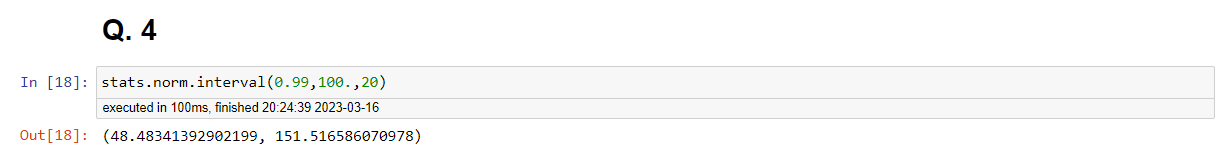 Q. 4
In [18]: stats.norm.interval(0.99,100.,20)
executed in 100ms, finished 20:24:39 2023-03-16
Out[18]: (48.48341392902199, 151.516586070978)